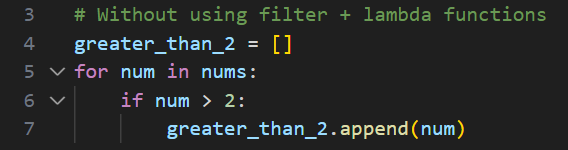 3 # Without using filter + lambda functions
4 greater_than_2 = []
5 for num in nums:
6 if num > 2:
7 greater_than_2.append(num)